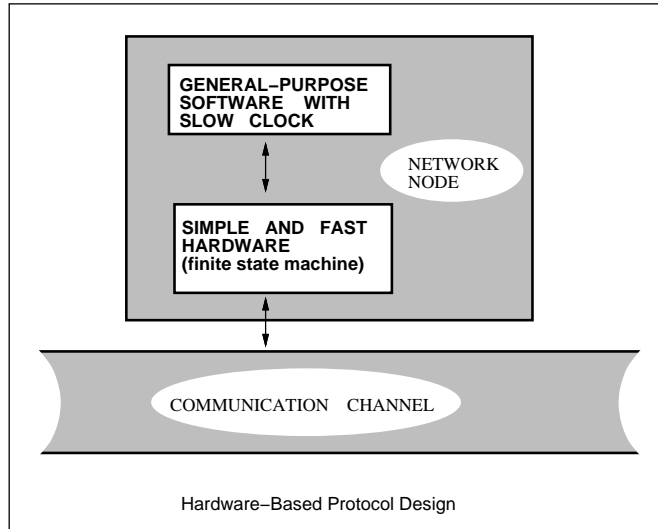 GENERAL−PURPOSE
SOFTWARE WITH
SLOW CLOCK
NETWORK
NODE
SIMPLE AND FAST
HARDWARE
(finite state machine)
COMMUNICATION CHANNEL
Hardware−Based Protocol Design